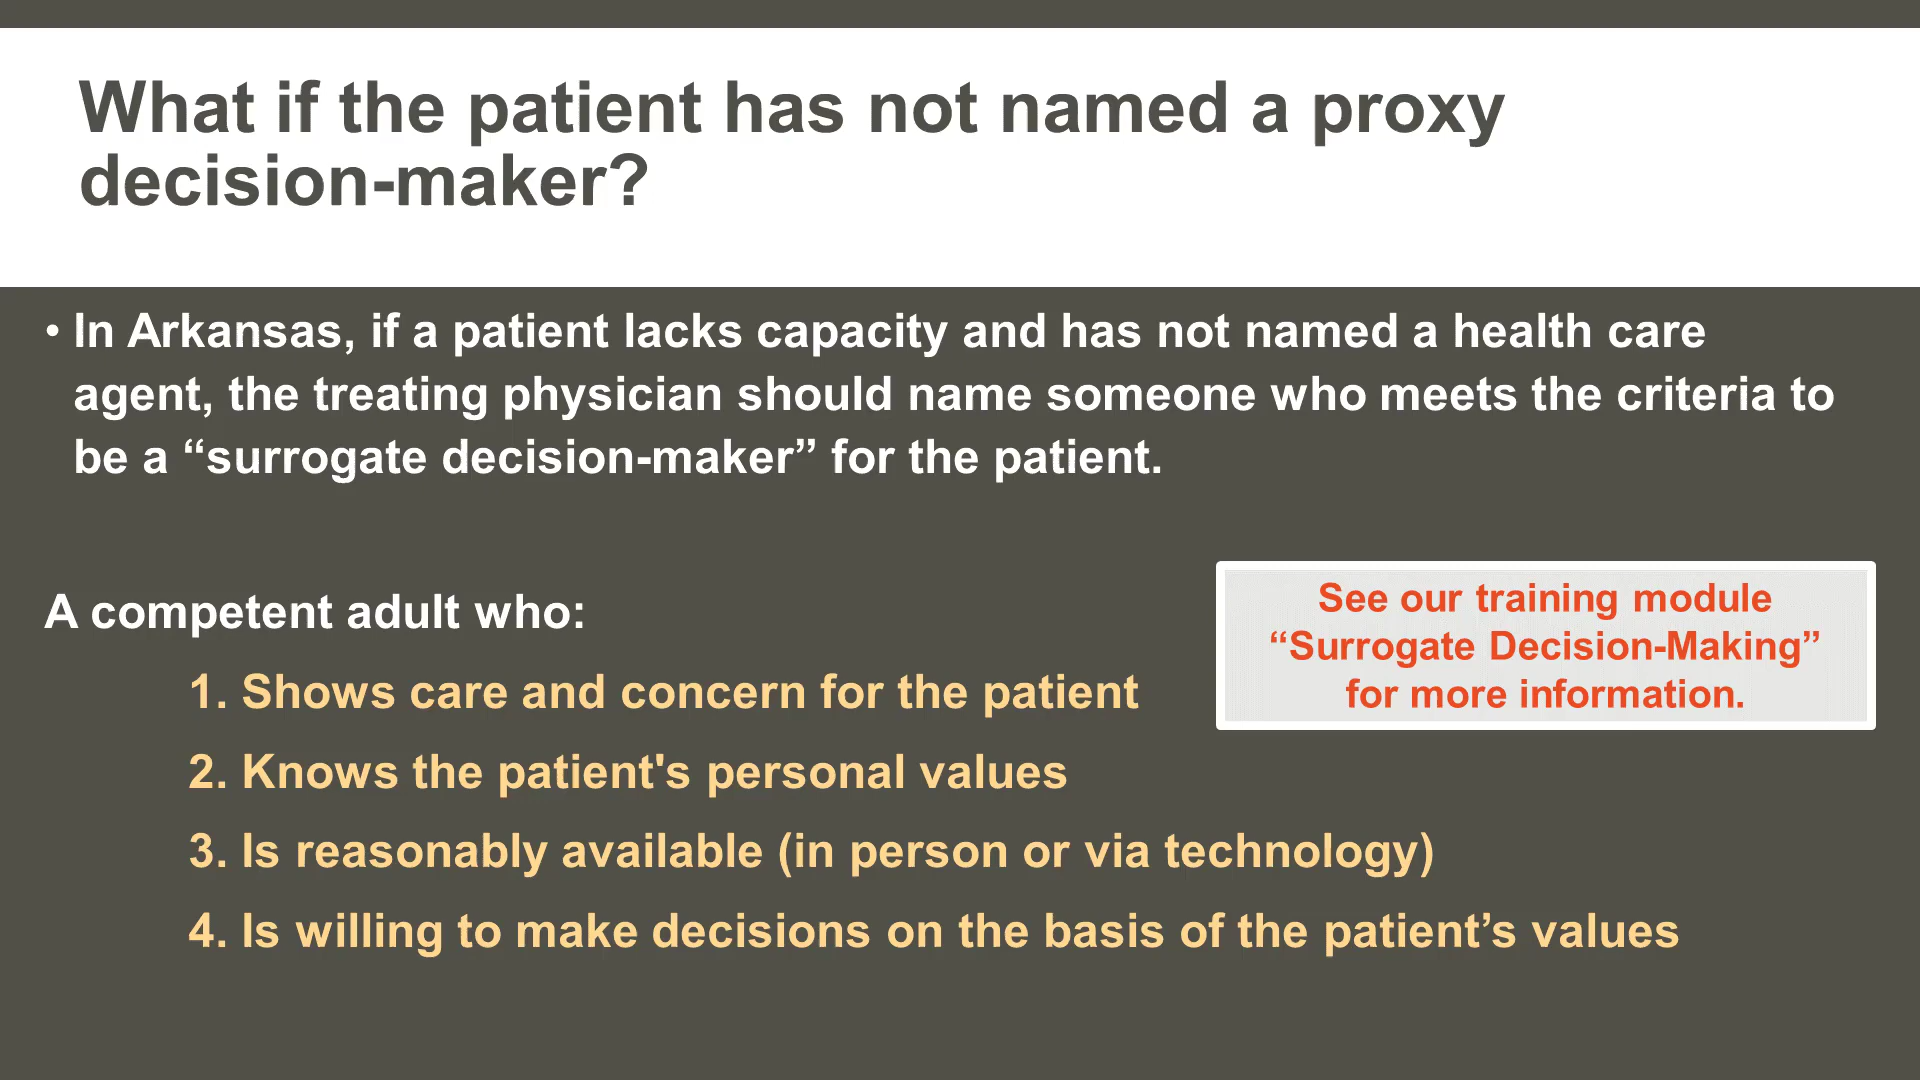 What if the patient has not named a proxy
decision-maker?
• In Arkansas, if a patient lacks capacity and has not named a health care
agent, the treating physician should name someone who meets the criteria to
be a “surrogate decision-maker” for the patient.
A competent adult who:
1. Shows care and concern for the patient
2. Knows the patient's personal values
3. Is reasonably available (in person or via technology)
4. Is willing to make decisions on the basis of the patient’s values
See our training module
“Surrogate Decision-Making”
for more information.